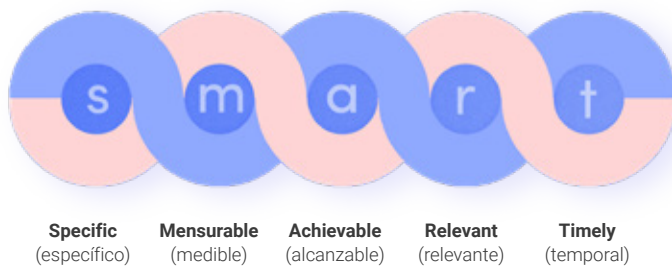 s m a r t
Specific Mensurable Achievable Relevant Timely
(específico) (medible) (alcanzable) (relevante) (temporal)